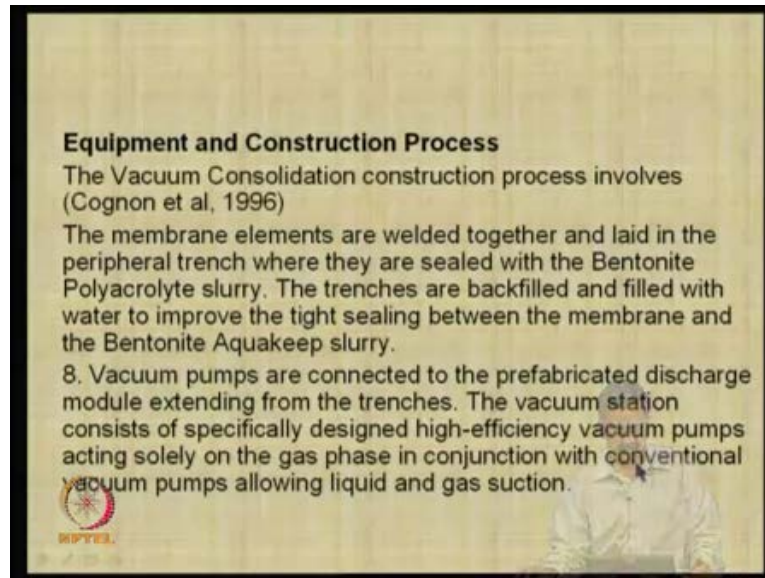 Equipment and Construction Process
The Vacuum Consolidation construction process involves
(Cognon et al, 1996)
The membrane elements are welded together and laid in the
peripheral trench where they are sealed with the Bentonite
Polyacrolyte slurry. The trenches are backfilled and filled with
water to improve the tight sealing between the membrane and
the Bentonite Aquakeep slurry.
8. Vacuum pumps are connected to the prefabricated discharge
module extending from the trenches. The vacuum station
consists of specifically designed high-efficiency vacuum pumps
acting solely on the gas phase in conjunction with conventional
vacuum pumps allowing liquid and gas suction.
NPTEL